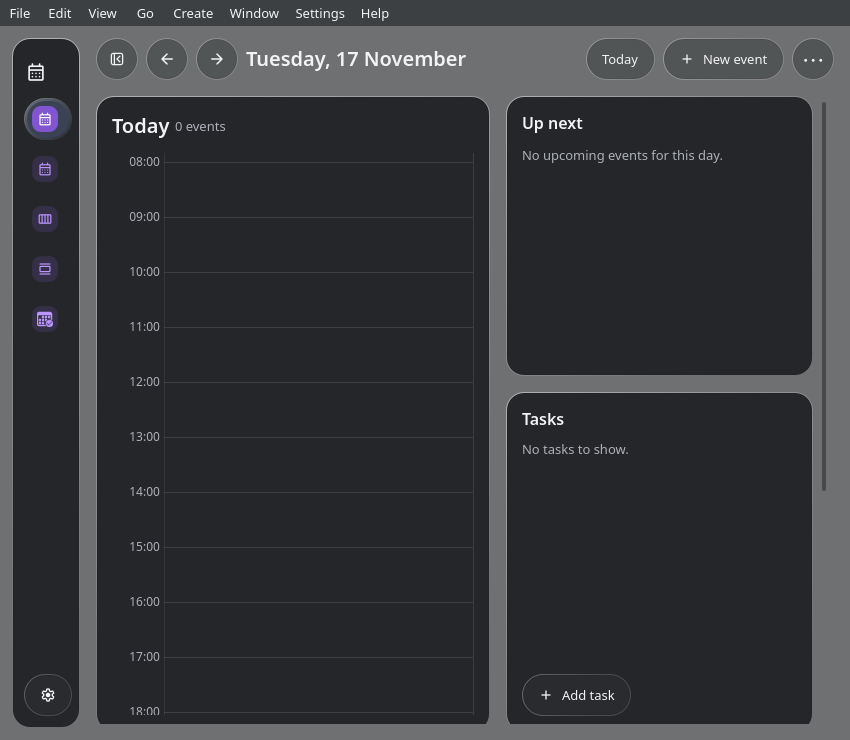 File Edit View Go Create Window Settings Help
Tuesday, 17 November
Today
New event
Today 0 events
08:00
09:00
10:00
11:00
12:00
13:00
14:00
15:00
16:00
17:00
18:00
Up next
No upcoming events for this day.
Tasks
No tasks to show.
Add task